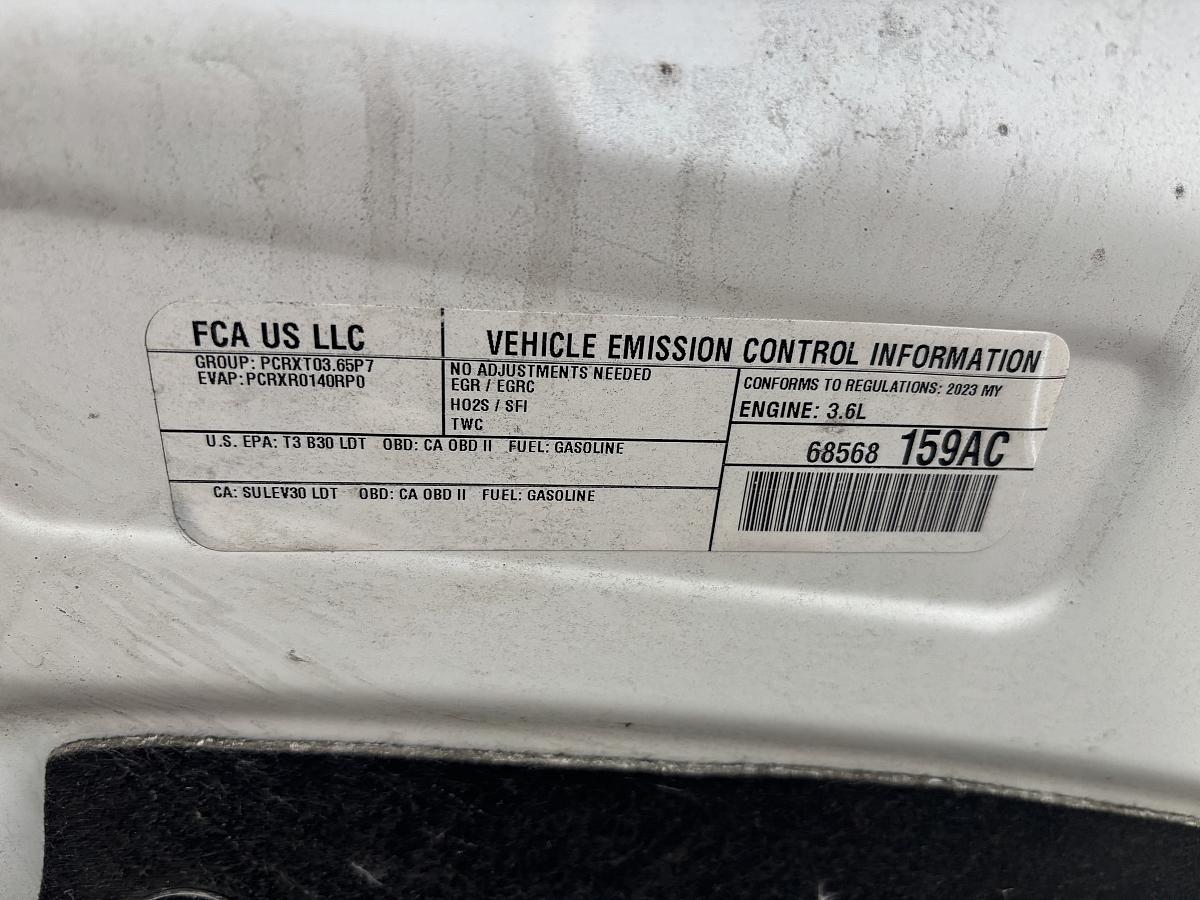 FCA US LLC
GROUP: PCRXT03.65P7
EVAP: PCRXR0140RP0
VEHICLE EMISSION CONTROL INFORMATION
NO ADJUSTMENTS NEEDED
EGR / EGRC
HO2S / SFI
TWC
CONFORMS TO REGULATIONS: 2023 MY
ENGINE: 3.6L
68568 159AC
U.S. EPA: T3 B30 LDT OBD: CA OBD II FUEL: GASOLINE
CA: SULEV30 LDT OBD: CA OBD II FUEL: GASOLINE